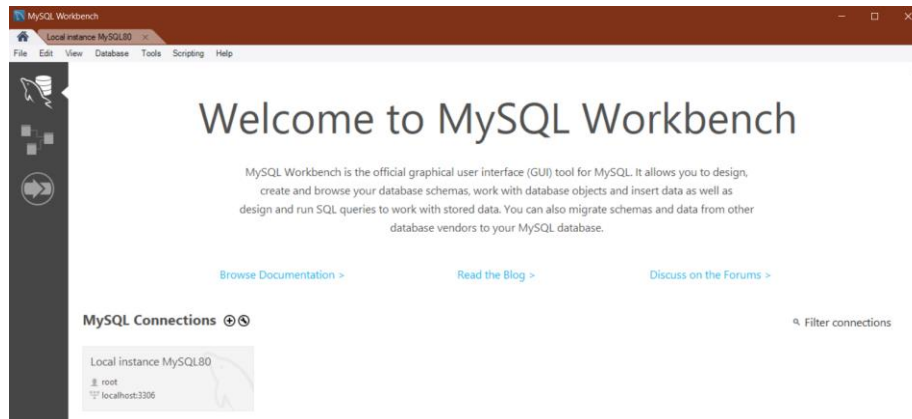 MySQL Workbench
Local instance MySQL80
File Edit View Database Tools Scripting Help
Welcome to MySQL Workbench
MySQL Workbench is the official graphical user interface (GUI) tool for MySQL. It allows you to design,
create and browse your database schemas, work with database objects and insert data as well as
design and run SQL queries to work with stored data. You can also migrate schemas and data from other
database vendors to your MySQL database.
Browse Documentation > Read the Blog > Discuss on the Forums >
MySQL Connections Filter connections
Local instance MySQL80
root
localhost:3306